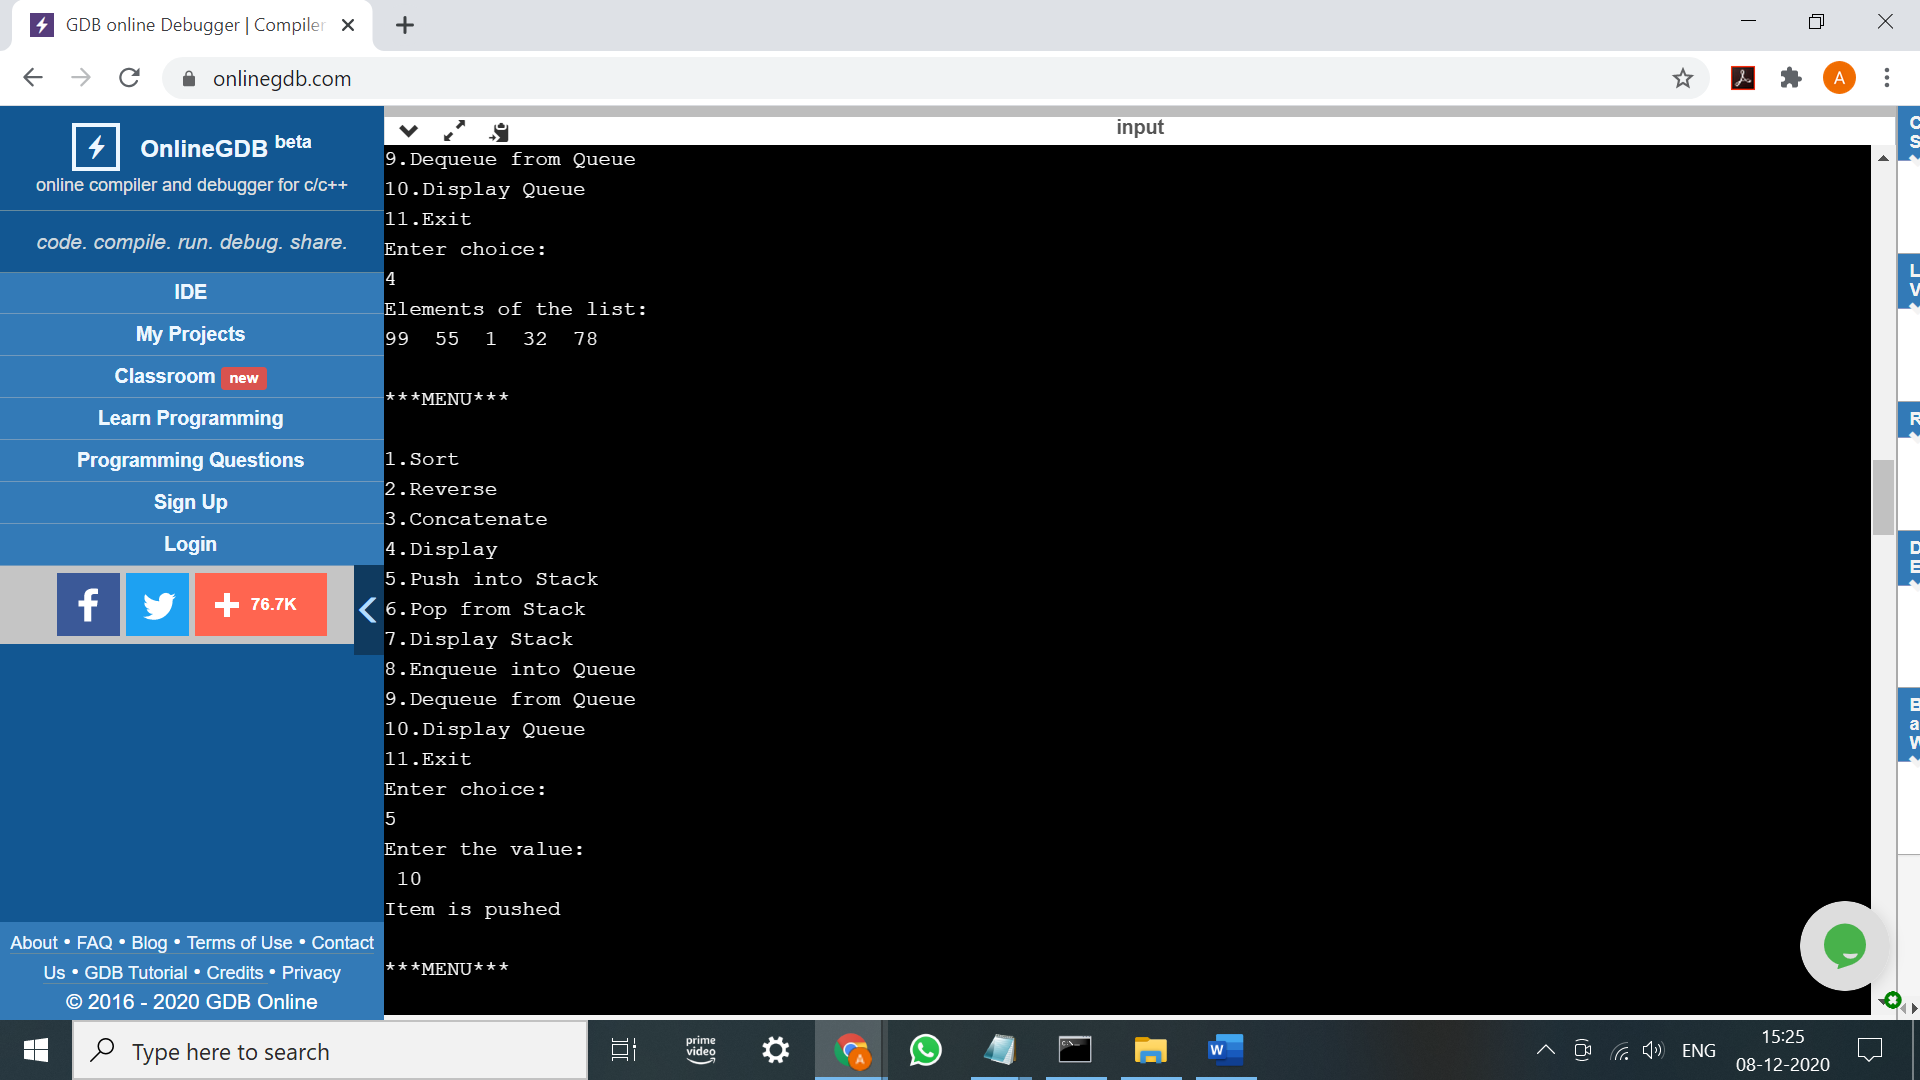 GDB online Debugger | Compiler
onlinegdb.com
A
OnlineGDB beta
online compiler and debugger for c/c++
code. compile. run. debug. share.
IDE
My Projects
Classroom new
Learn Programming
Programming Questions
Sign Up
Login
76.7K
About • FAQ • Blog • Terms of Use • Contact
Us • GDB Tutorial • Credits • Privacy
© 2016 - 2020 GDB Online
input
9.Dequeue from Queue
10.Display Queue
11.Exit
Enter choice:
4
Elements of the list:
99 55 1 32 78
***MENU***
1.Sort
2.Reverse
3.Concatenate
4.Display
5.Push into Stack
6.Pop from Stack
7.Display Stack
8.Enqueue into Queue
9.Dequeue from Queue
10.Display Queue
11.Exit
Enter choice:
5
Enter the value:
10
Item is pushed
***MENU***
Type here to search
prime
video
A
W
ENG
15:25
08-12-2020